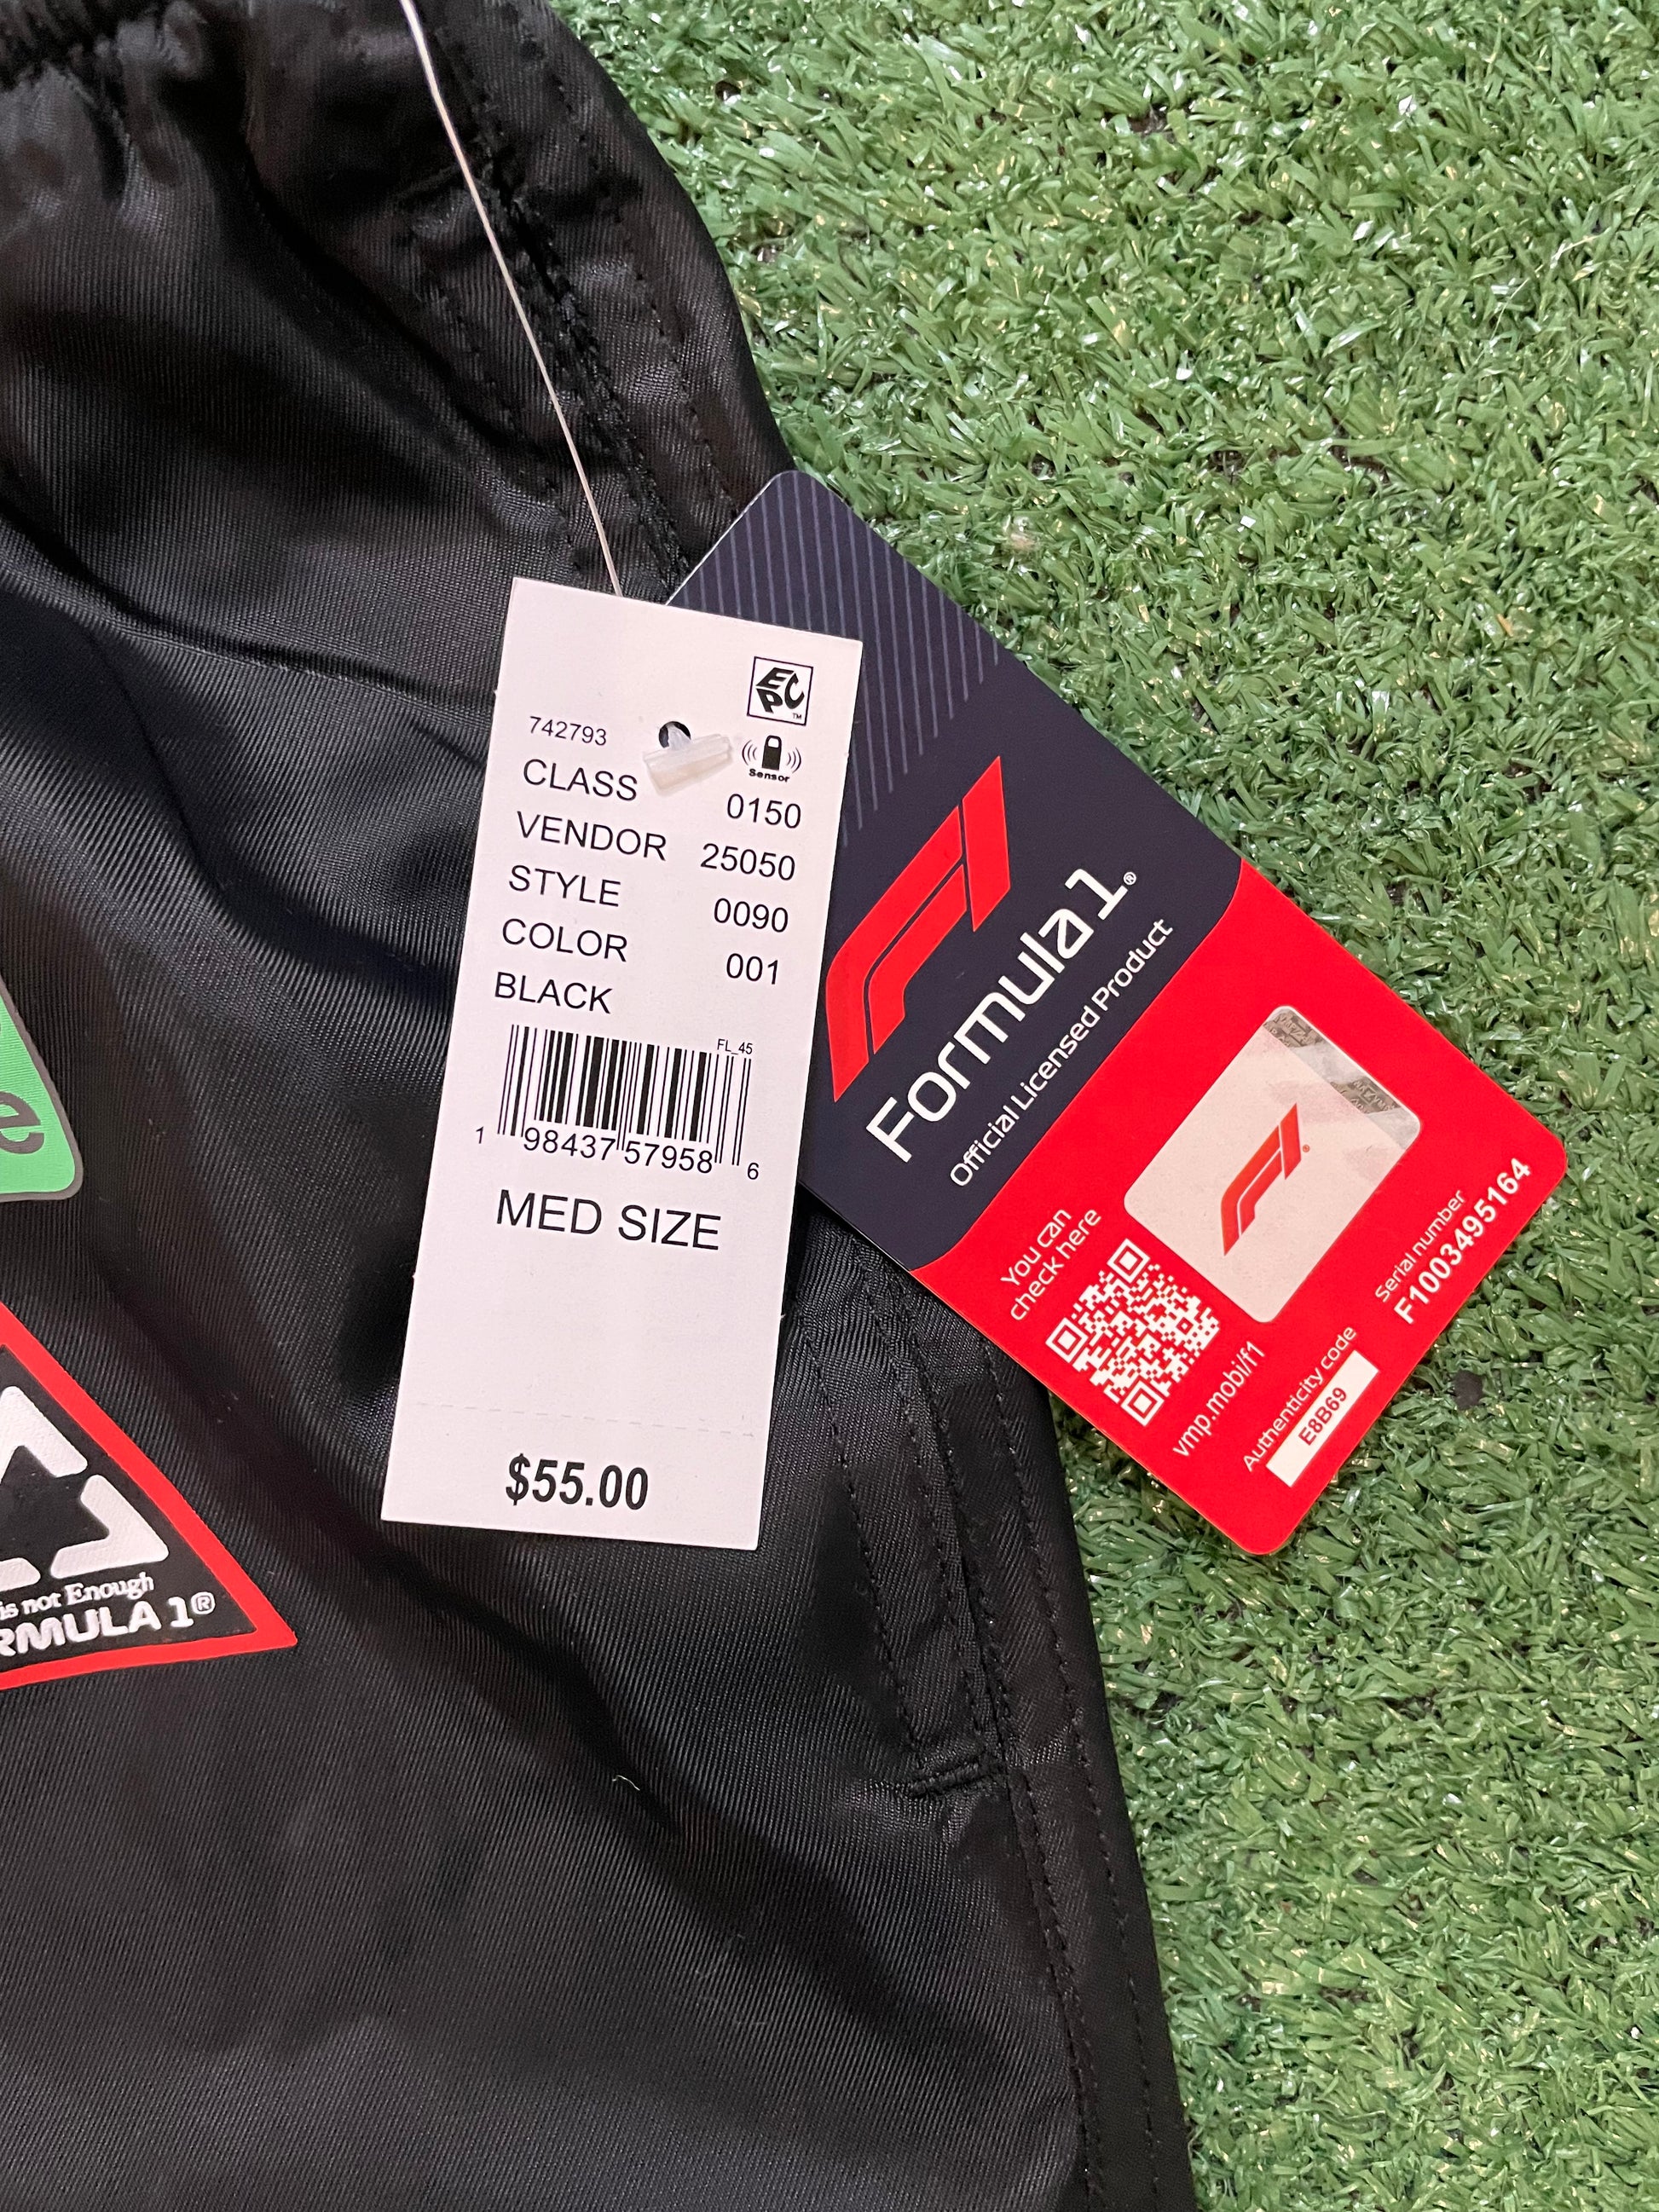 742793
Sensor
CLASS 0150
VENDOR 25050
STYLE 0090
COLOR 001
BLACK
FL_45
1 98437 57958 6
MED SIZE
$55.00
Formula 1®
Official Licensed Product
You can
check here
vmp.mobi/f1
Authenticity code
E8B69
Serial number
F1003495164
e
is not Enough
RMULA 1®